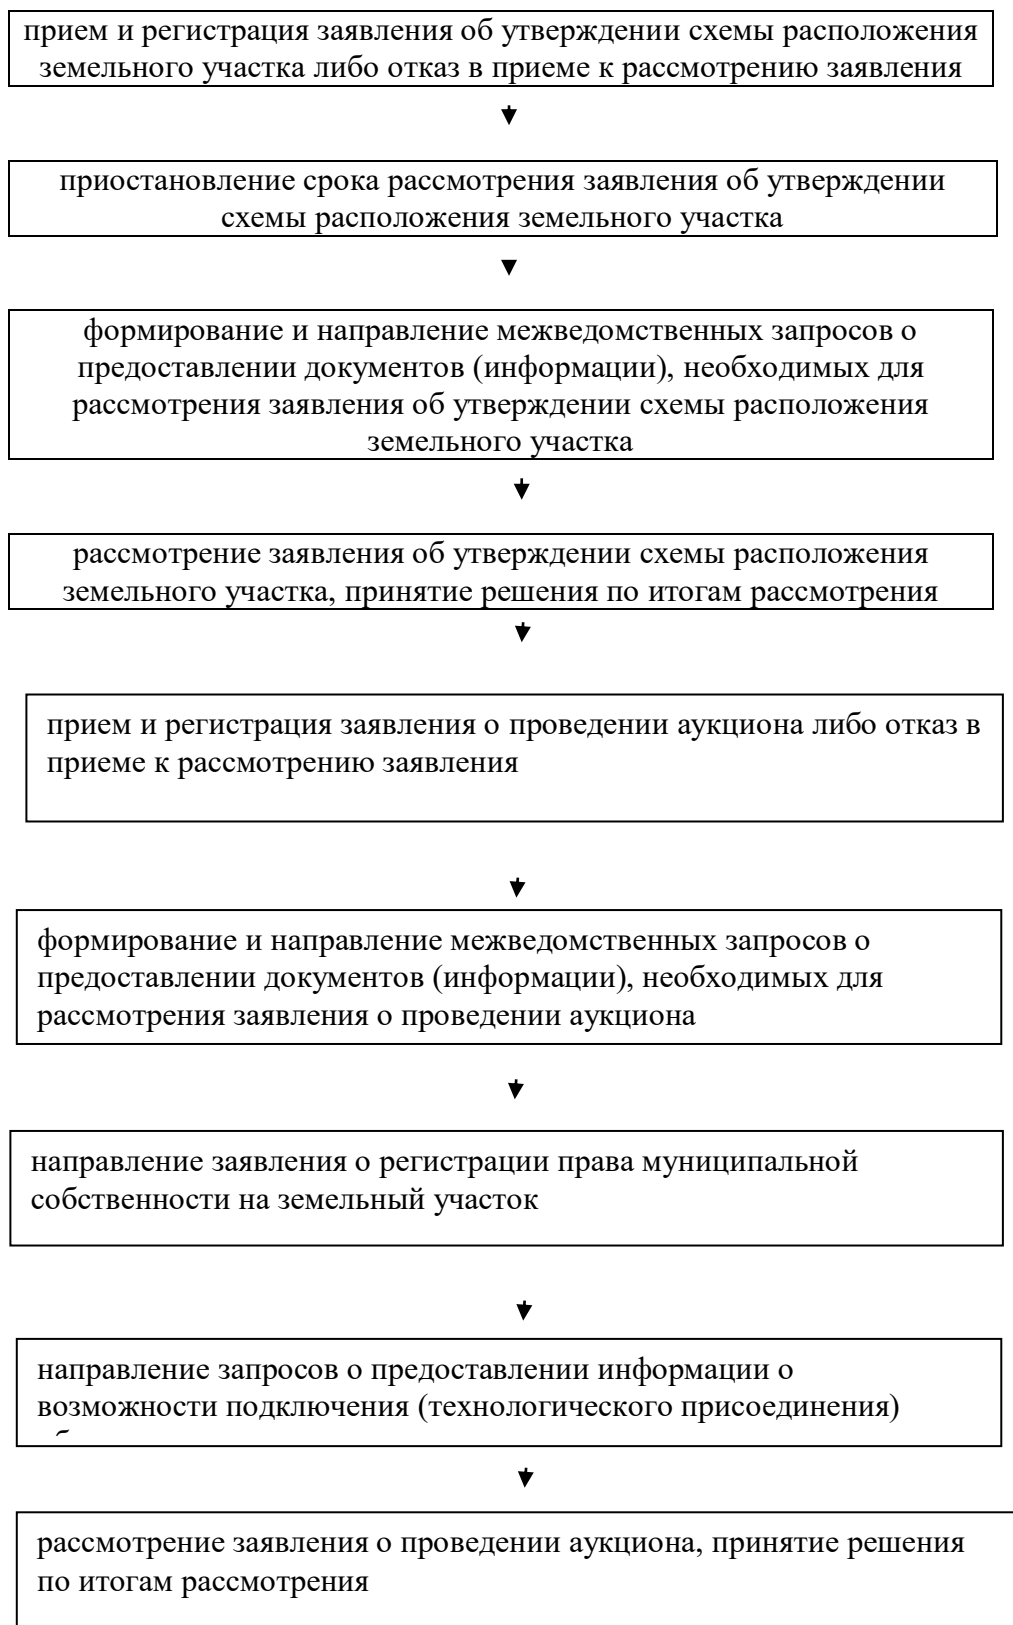 прием и регистрация заявления об утверждении схемы расположения
земельного участка либо отказ в приеме к рассмотрению заявления
приостановление срока рассмотрения заявления об утверждении
схемы расположения земельного участка
формирование и направление межведомственных запросов о
предоставлении документов (информации), необходимых для
рассмотрения заявления об утверждении схемы расположения
земельного участка
рассмотрение заявления об утверждении схемы расположения
земельного участка, принятие решения по итогам рассмотрения
прием и регистрация заявления о проведении аукциона либо отказ в
приеме к рассмотрению заявления
формирование и направление межведомственных запросов о
предоставлении документов (информации), необходимых для
рассмотрения заявления о проведении аукциона
направление заявления о регистрации права муниципальной
собственности на земельный участок
направление запросов о предоставлении информации о
возможности подключения (технологического присоединения)
рассмотрение заявления о проведении аукциона, принятие решения
по итогам рассмотрения